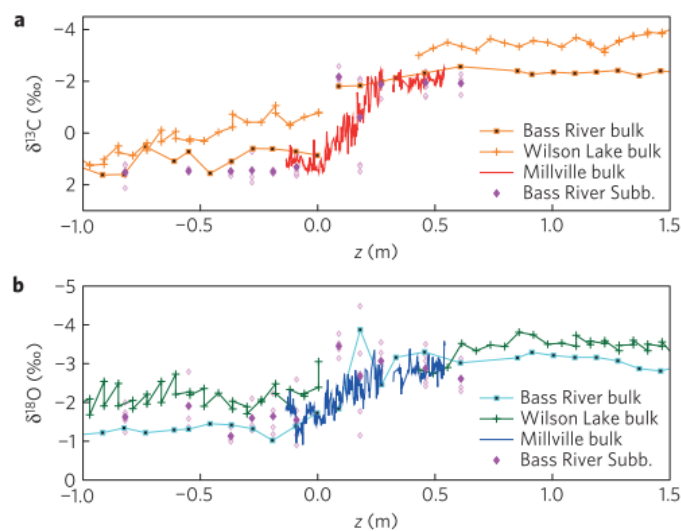 a
−4
−2
0
2
δ13C (‰)
Bass River bulk
Wilson Lake bulk
Millville bulk
Bass River Subb.
−1.0 −0.5 0.0 0.5 1.0 1.5
z (m)
b
−5
−4
−3
−2
−1
0
δ18O (‰)
Bass River bulk
Wilson Lake bulk
Millville bulk
Bass River Subb.
−1.0 −0.5 0.0 0.5 1.0 1.5
z (m)